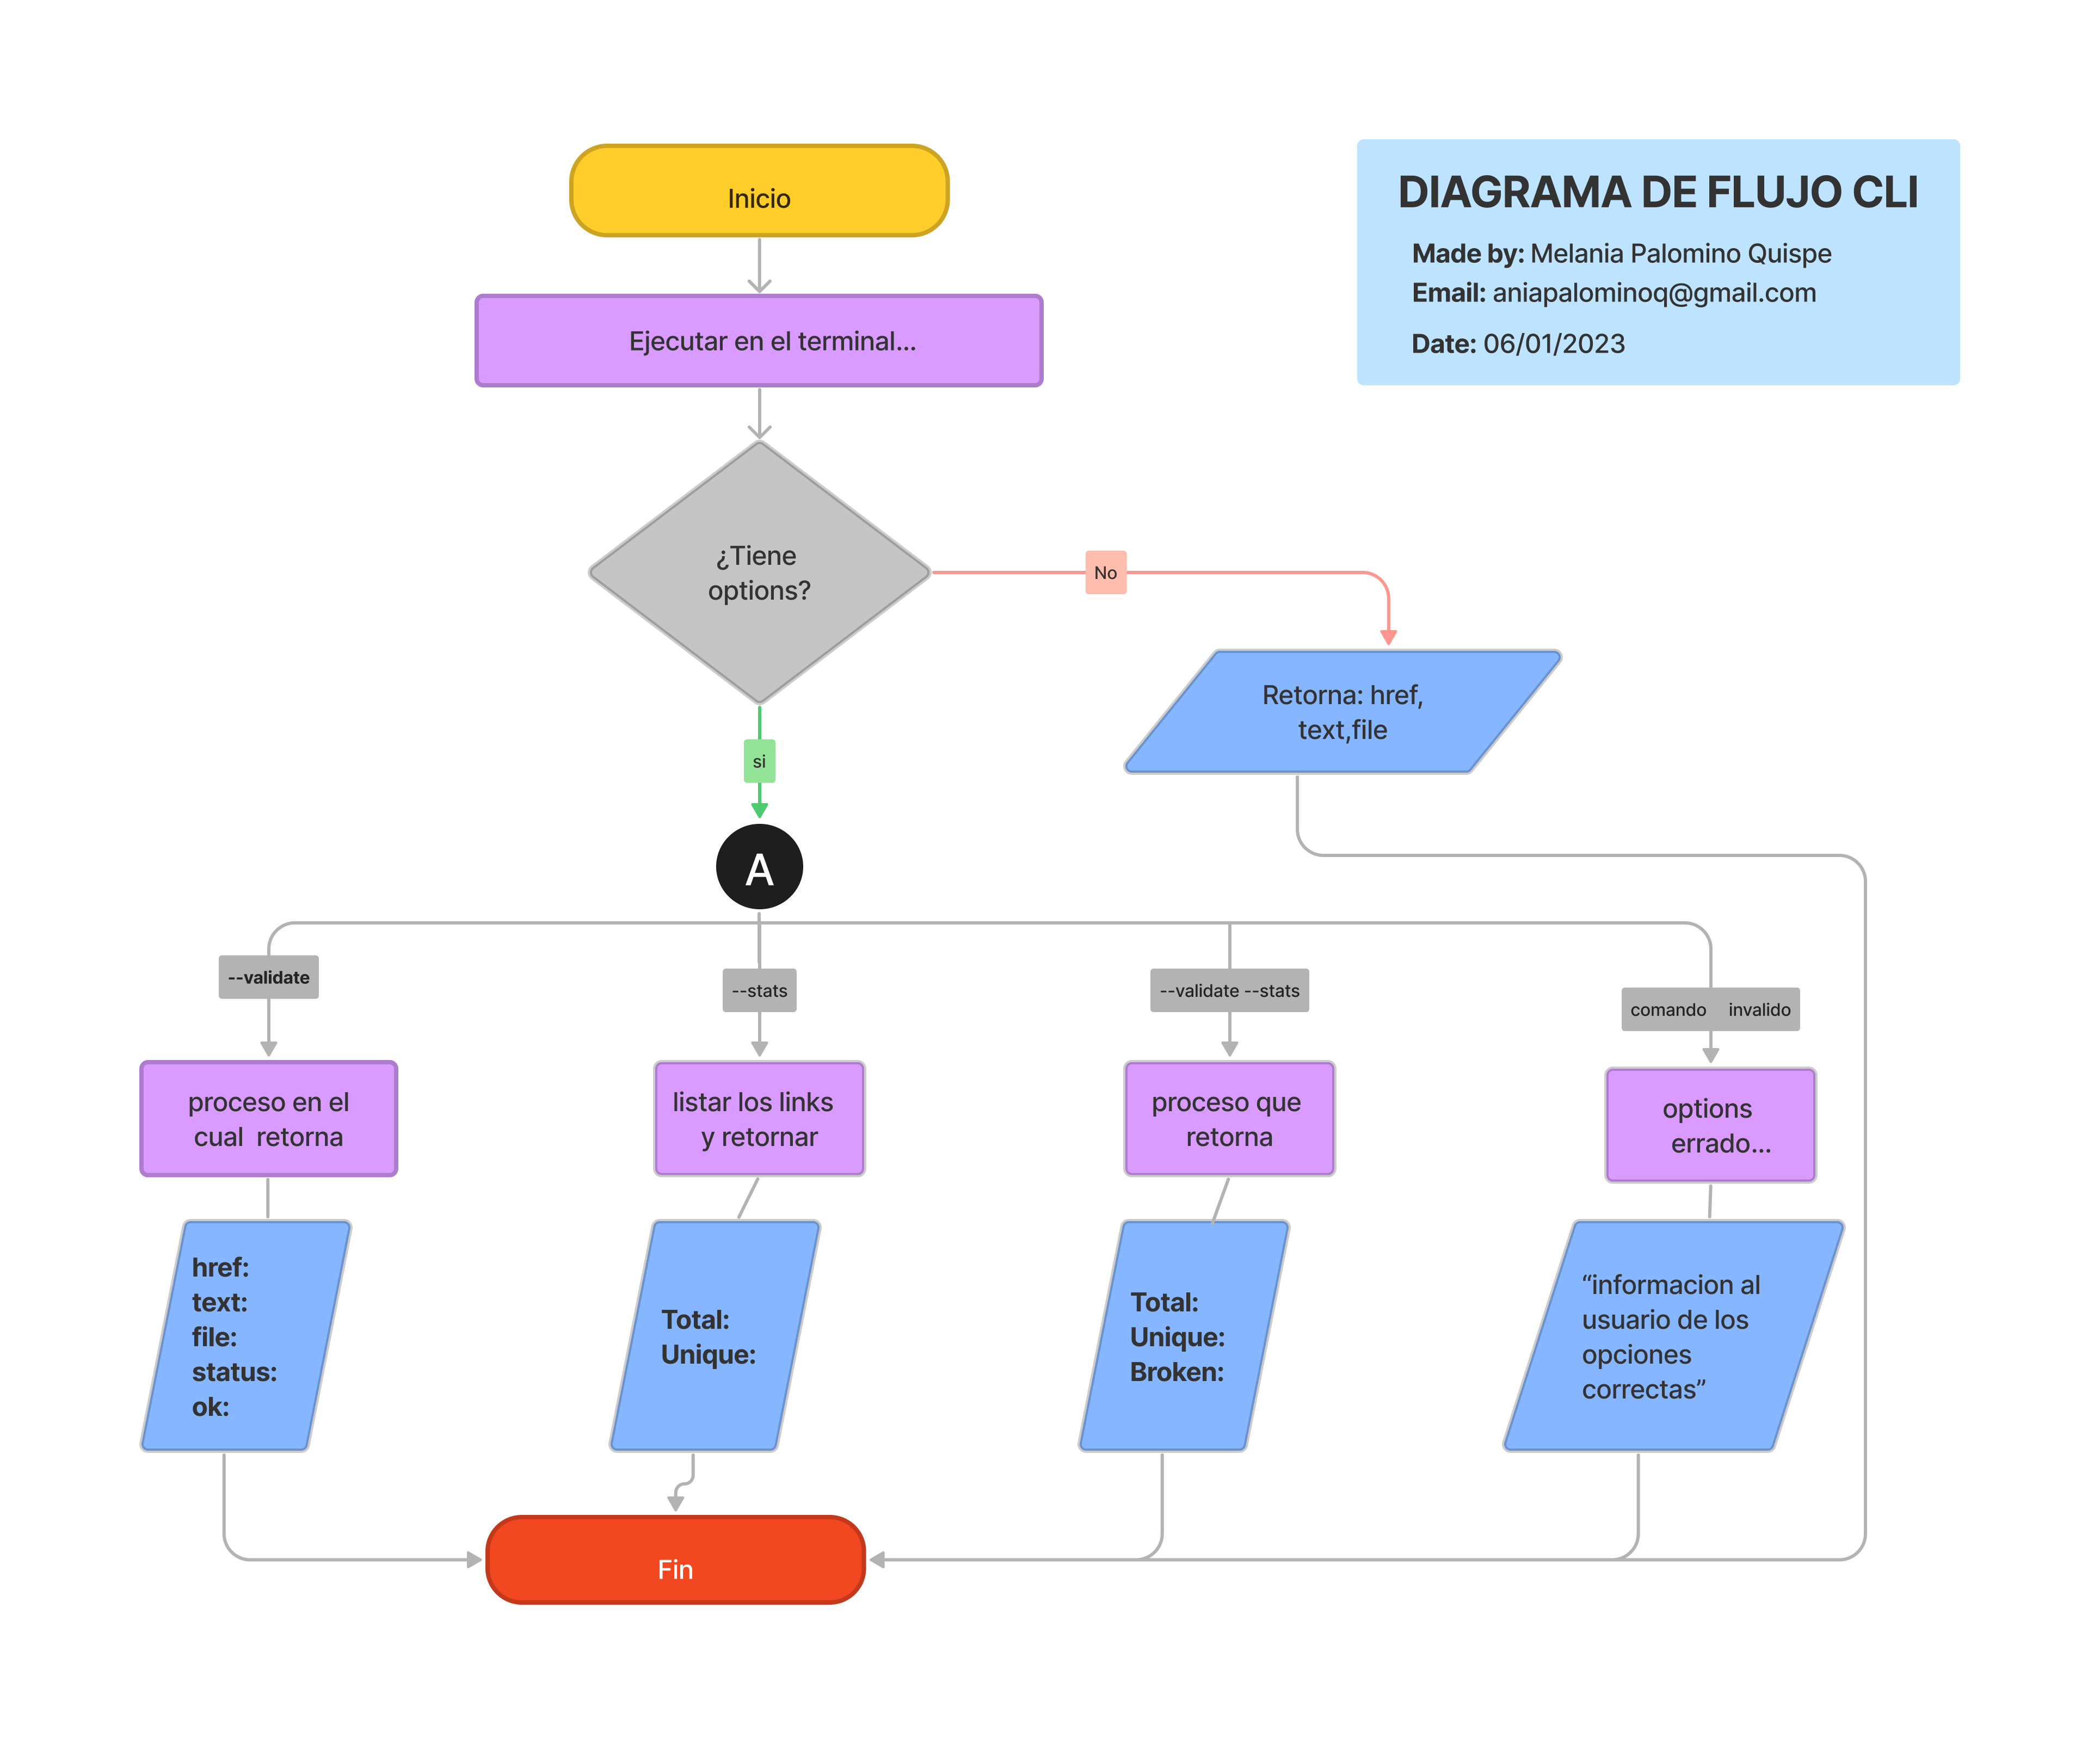 Inicio
DIAGRAMA DE FLUJO CLI
Made by: Melania Palomino Quispe
Email: aniapalominoq@gmail.com
Date: 06/01/2023
Ejecutar en el terminal...
¿Tiene
options?
No
Retorna: href,
text,file
si
A
--validate
--stats
--validate --stats
comando invalido
proceso en el
cual retorna
listar los links
y retornar
proceso que
retorna
options
errado...
href:
text:
file:
status:
ok:
Total:
Unique:
Total:
Unique:
Broken:
“informacion al
usuario de los
opciones
correctas”
Fin